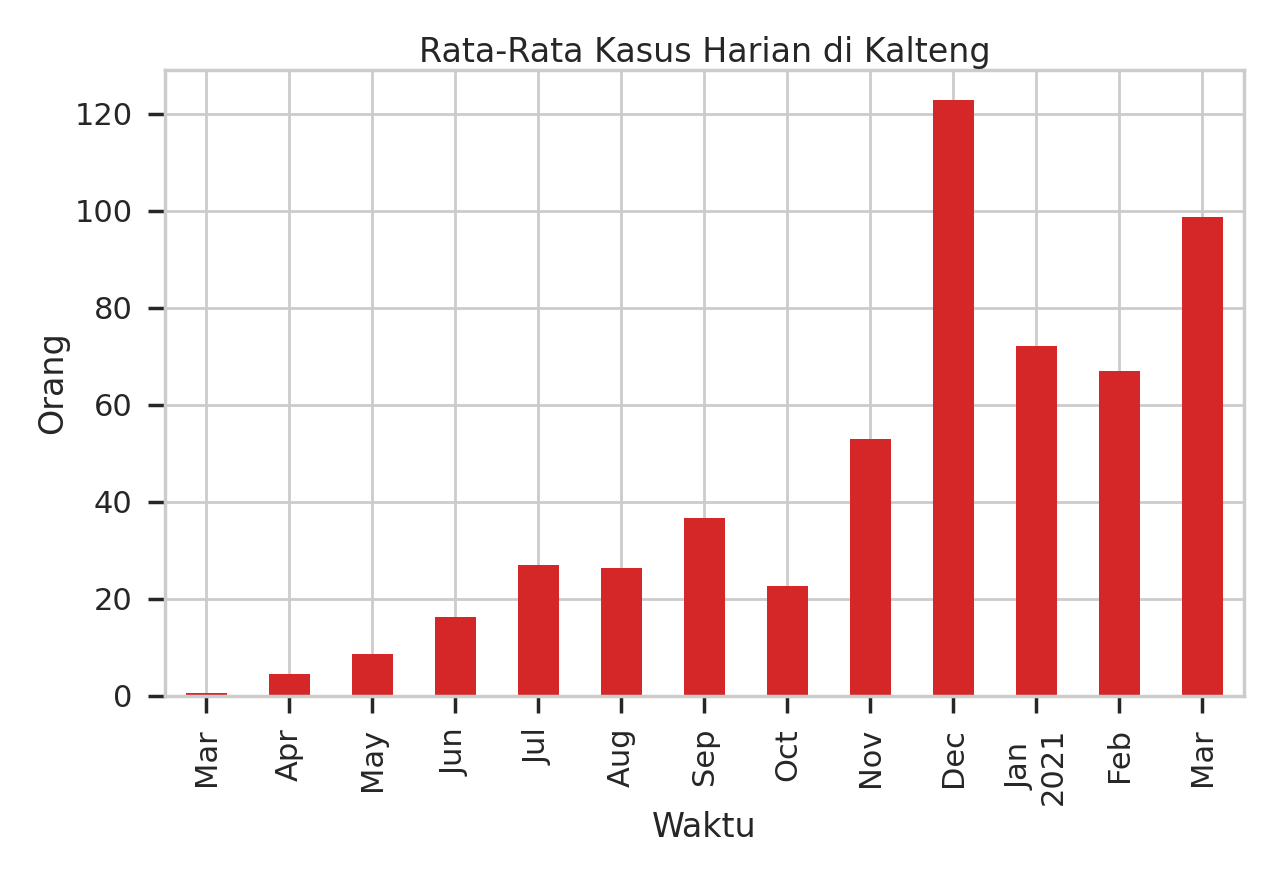 Rata-Rata Kasus Harian di Kalteng
120
100
80
60
40
20
0
Orang
Mar
Apr
May
Jun
Jul
Aug
Sep
Oct
Nov
Dec
Jan
2021
Feb
Mar
Waktu